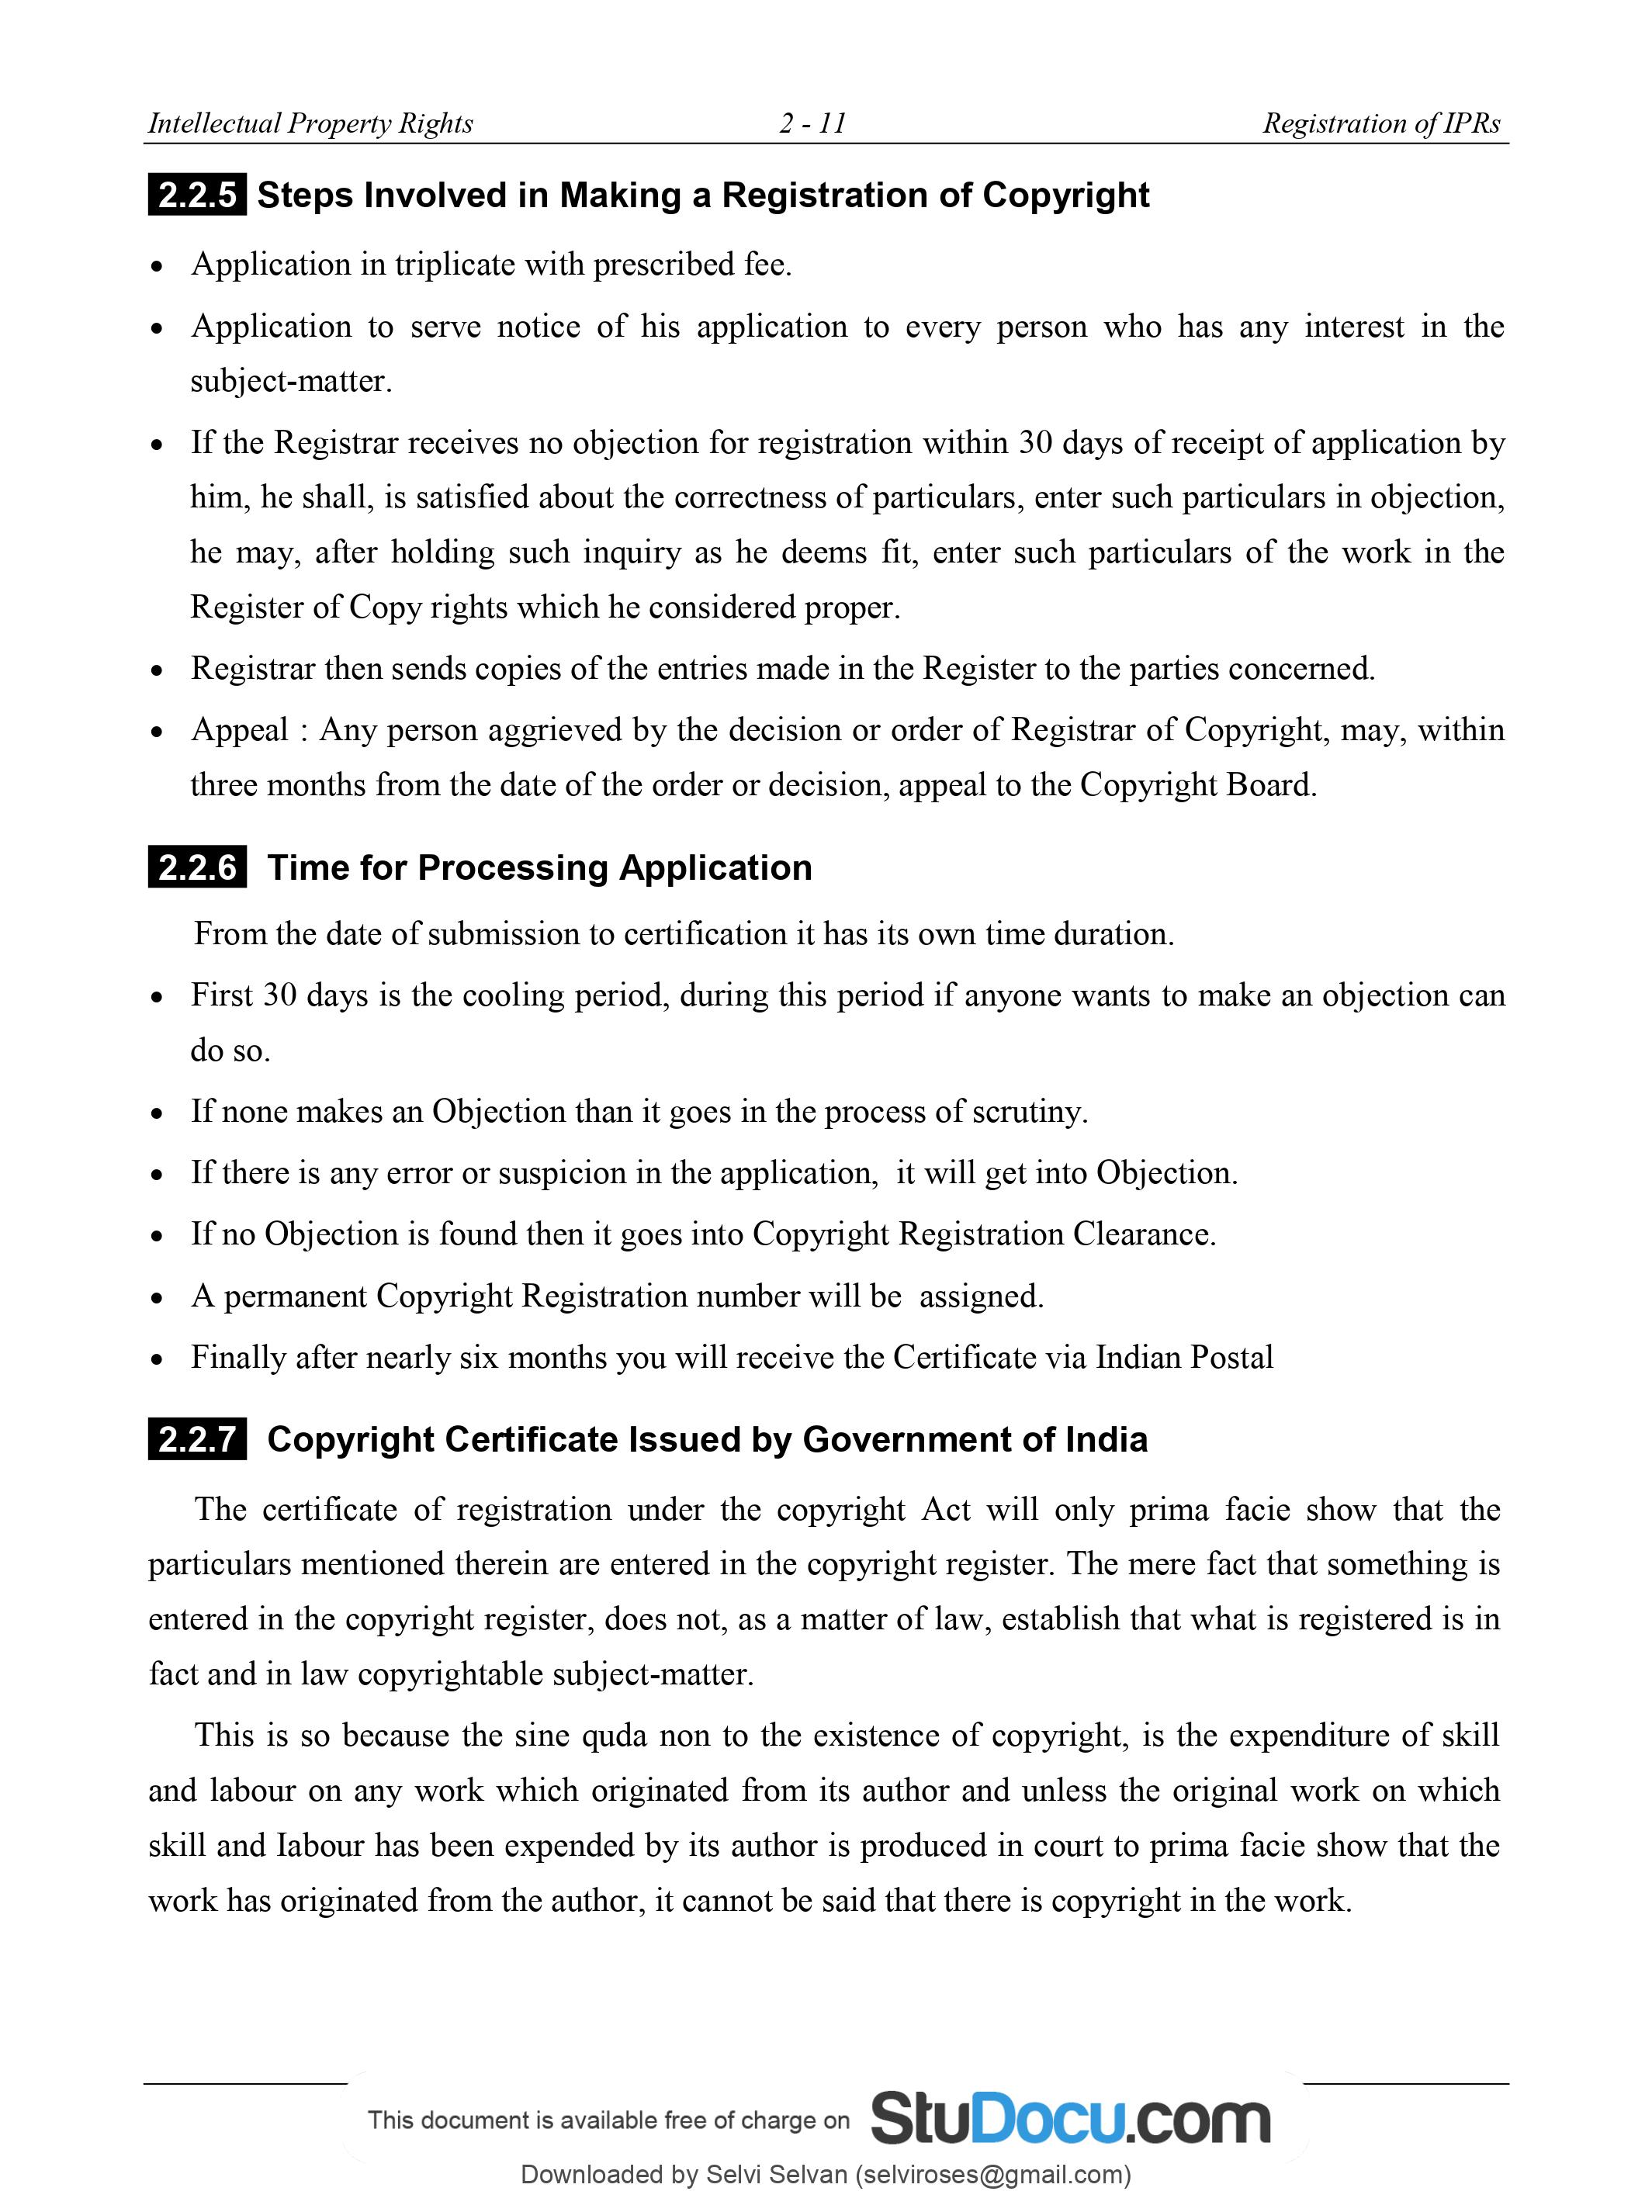 Intellectual Property Rights 2 - 11 Registration of IPRs
2.2.5 Steps Involved in Making a Registration of Copyright
• Application in triplicate with prescribed fee.
• Application to serve notice of his application to every person who has any interest in the
subject-matter.
• If the Registrar receives no objection for registration within 30 days of receipt of application by
him, he shall, is satisfied about the correctness of particulars, enter such particulars in objection,
he may, after holding such inquiry as he deems fit, enter such particulars of the work in the
Register of Copy rights which he considered proper.
• Registrar then sends copies of the entries made in the Register to the parties concerned.
• Appeal : Any person aggrieved by the decision or order of Registrar of Copyright, may, within
three months from the date of the order or decision, appeal to the Copyright Board.
2.2.6 Time for Processing Application
From the date of submission to certification it has its own time duration.
• First 30 days is the cooling period, during this period if anyone wants to make an objection can
do so.
• If none makes an Objection than it goes in the process of scrutiny.
• If there is any error or suspicion in the application, it will get into Objection.
• If no Objection is found then it goes into Copyright Registration Clearance.
• A permanent Copyright Registration number will be assigned.
• Finally after nearly six months you will receive the Certificate via Indian Postal
2.2.7 Copyright Certificate Issued by Government of India
The certificate of registration under the copyright Act will only prima facie show that the
particulars mentioned therein are entered in the copyright register. The mere fact that something is
entered in the copyright register, does not, as a matter of law, establish that what is registered is in
fact and in law copyrightable subject-matter.
This is so because the sine quda non to the existence of copyright, is the expenditure of skill
and labour on any work which originated from its author and unless the original work on which
skill and Iabour has been expended by its author is produced in court to prima facie show that the
work has originated from the author, it cannot be said that there is copyright in the work.
This document is available free of charge on StuDocu.com
Downloaded by Selvi Selvan (selviroses@gmail.com)